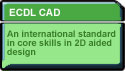 ECDL CAD
An international standard
in core skills in 2D aided
design